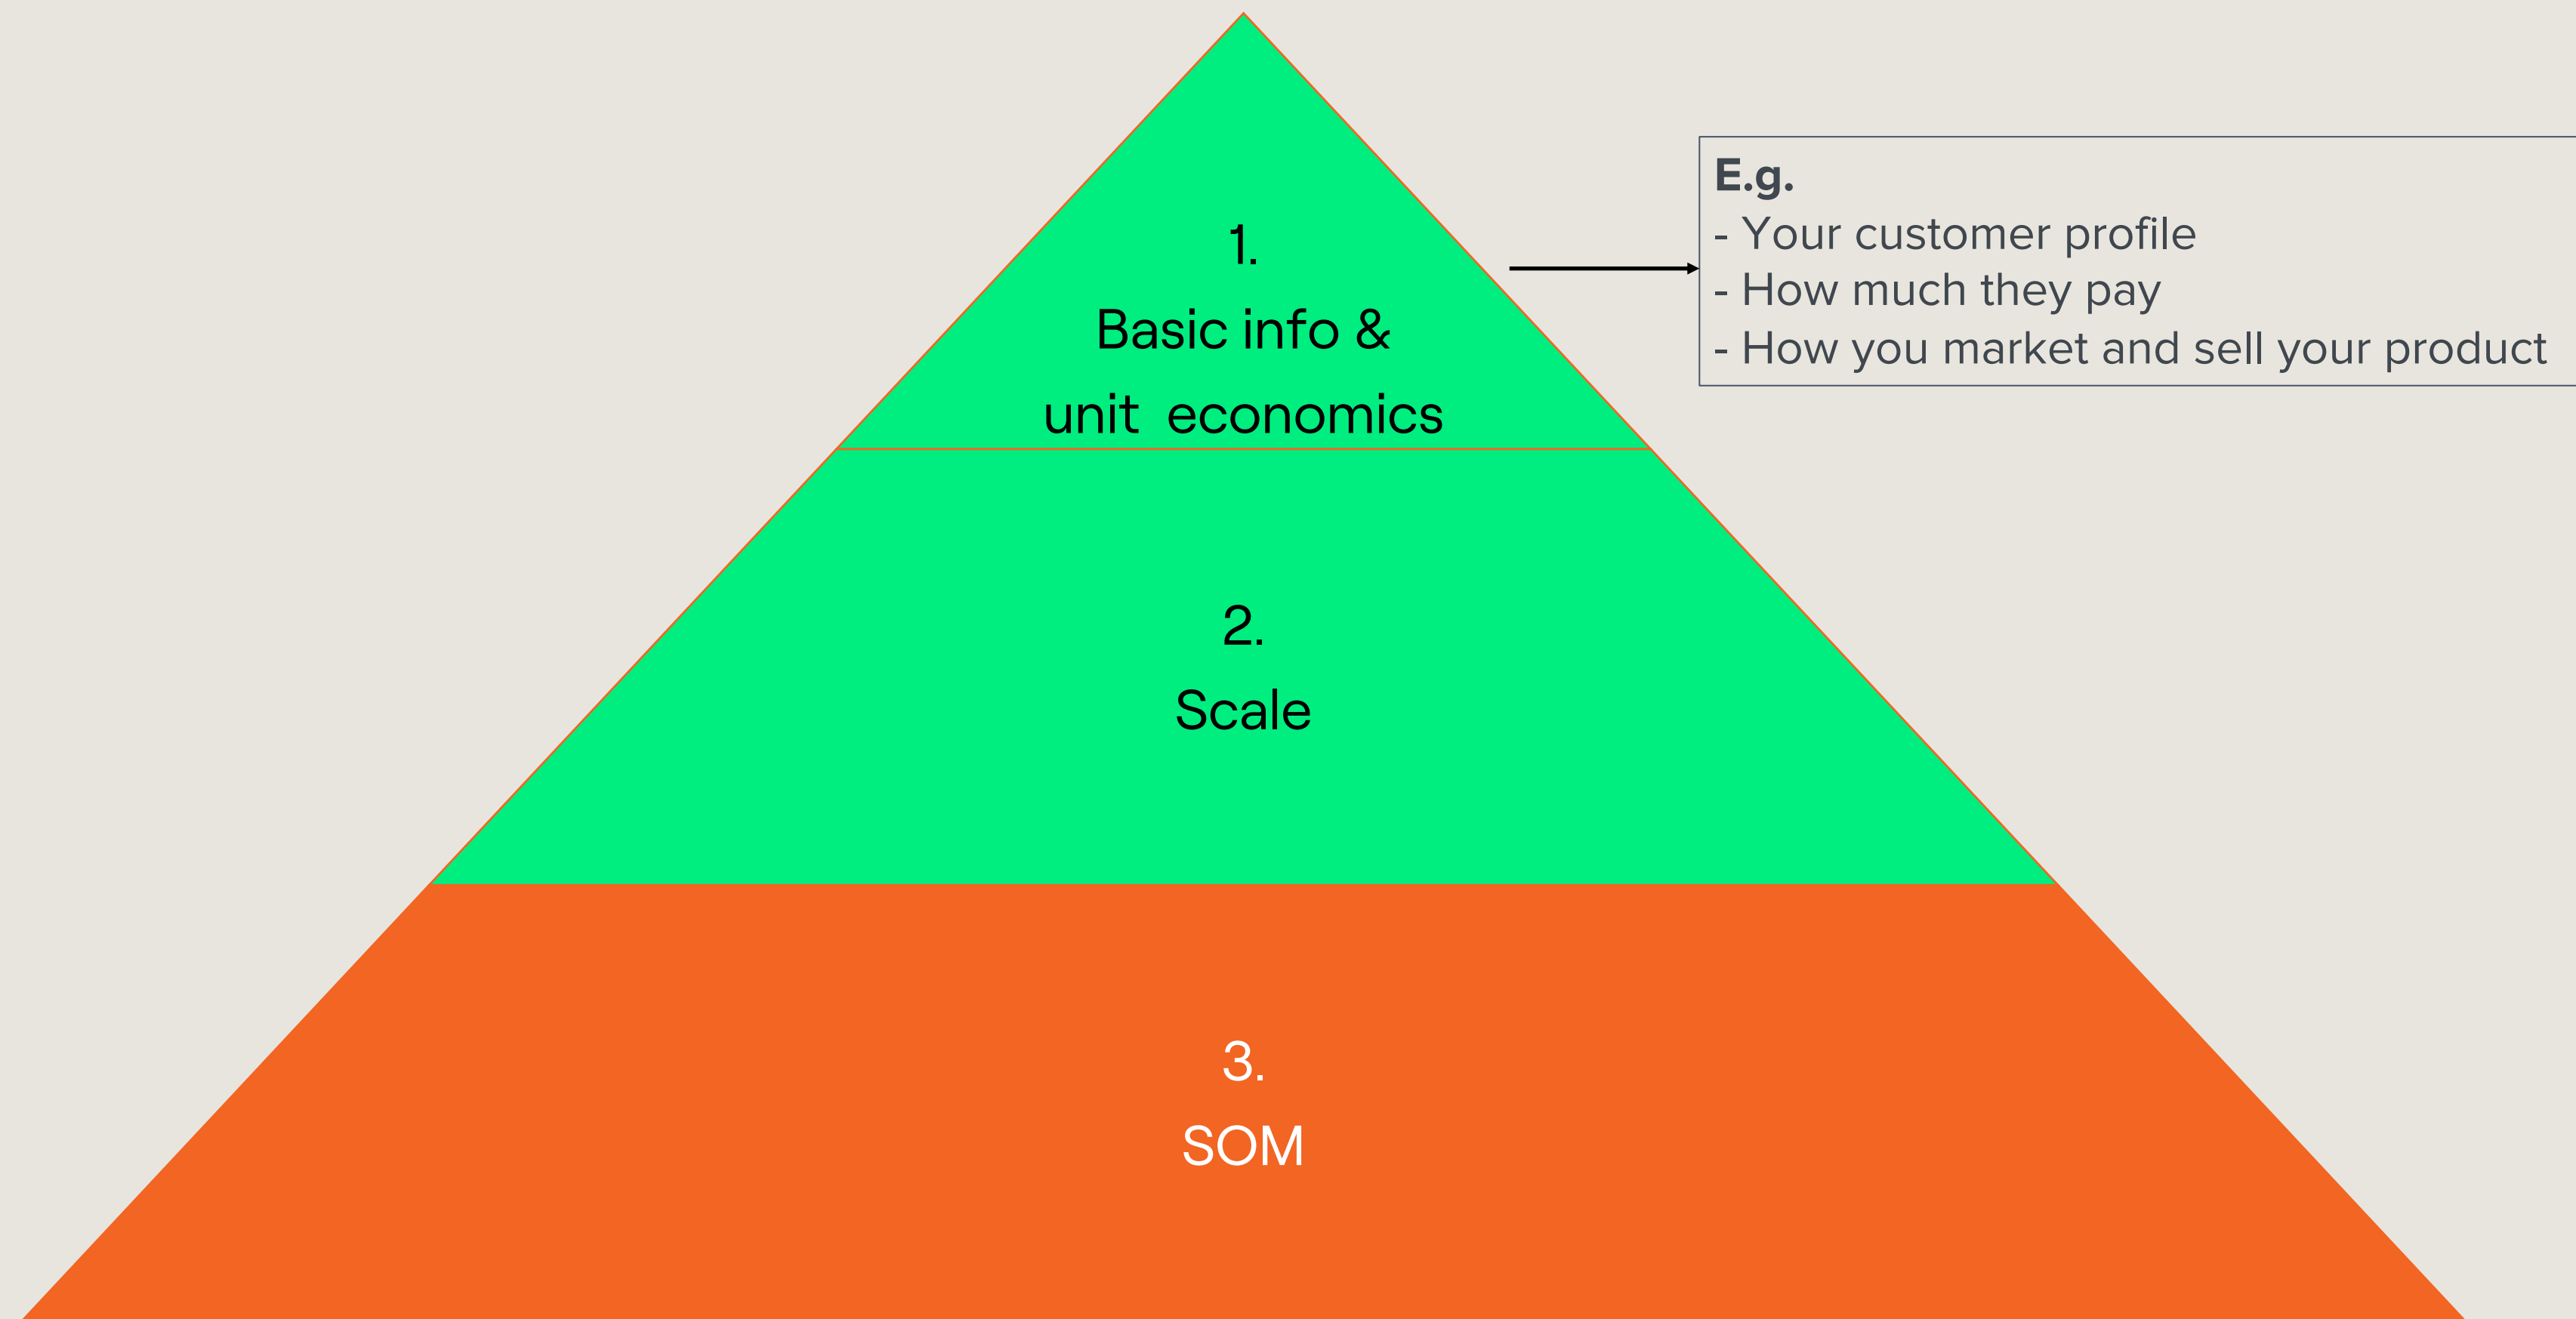 1.
Basic info &
unit economics
E.g.
- Your customer profile
- How much they pay
- How you market and sell your product
2.
Scale
3.
SOM